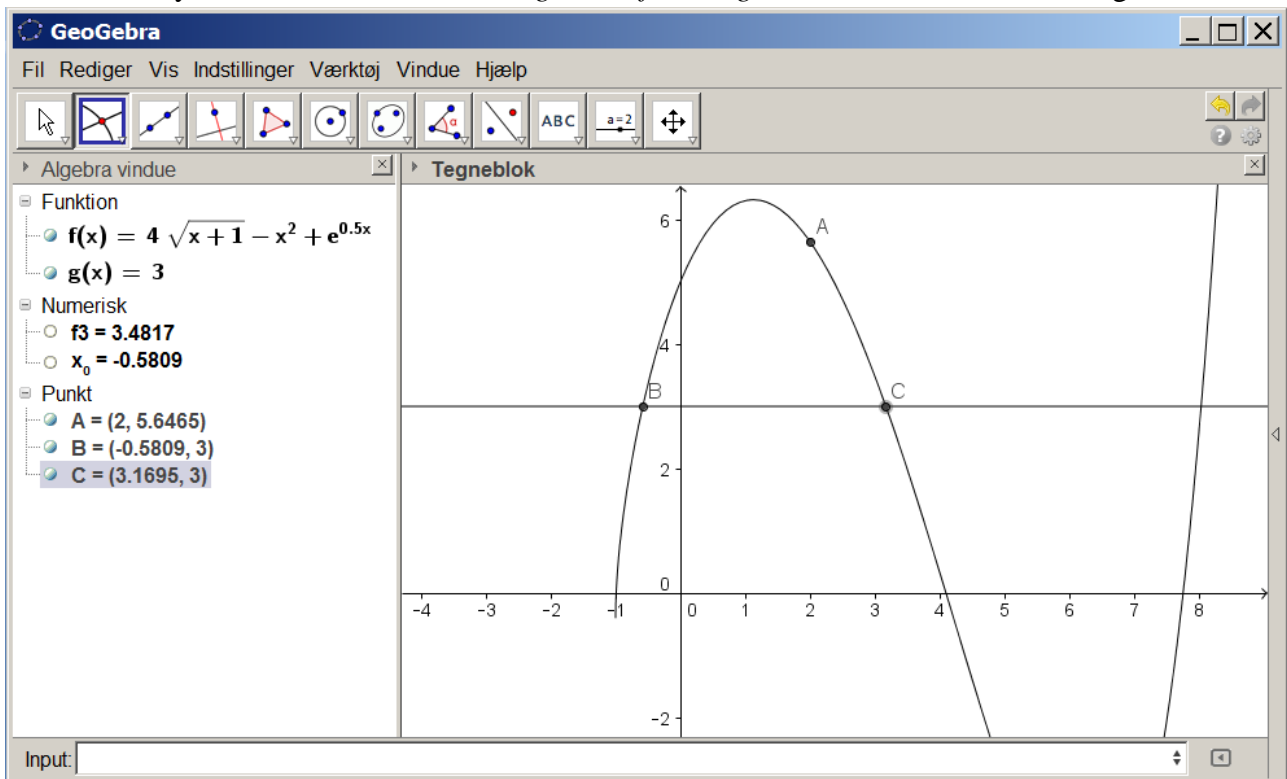 GeoGebra
Fil Rediger Vis Indstillinger Værktøj Vindue Hjælp
ABC a=2
Algebra vindue
Tegneblok
Funktion
f(x) = 4 √(x + 1) − x² + e^(0.5x)
g(x) = 3
Numerisk
f3 = 3.4817
x₀ = -0.5809
Punkt
A = (2, 5.6465)
B = (-0.5809, 3)
C = (3.1695, 3)
6
A
4
B
C
2
0
-4 -3 -2 -1 0 1 2 3 4 5 6 7 8
-2
Input: